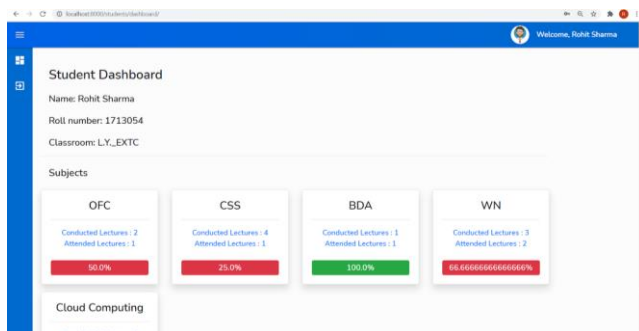 localhost:8000/students/dashboard/
Welcome, Rohit Sharma
Student Dashboard
Name: Rohit Sharma
Roll number: 1713054
Classroom: L.Y._EXTC
Subjects
OFC
Conducted Lectures : 2
Attended Lectures : 1
50.0%
CSS
Conducted Lectures : 4
Attended Lectures : 1
25.0%
BDA
Conducted Lectures : 1
Attended Lectures : 1
100.0%
WN
Conducted Lectures : 3
Attended Lectures : 2
66.66666666666666%
Cloud Computing